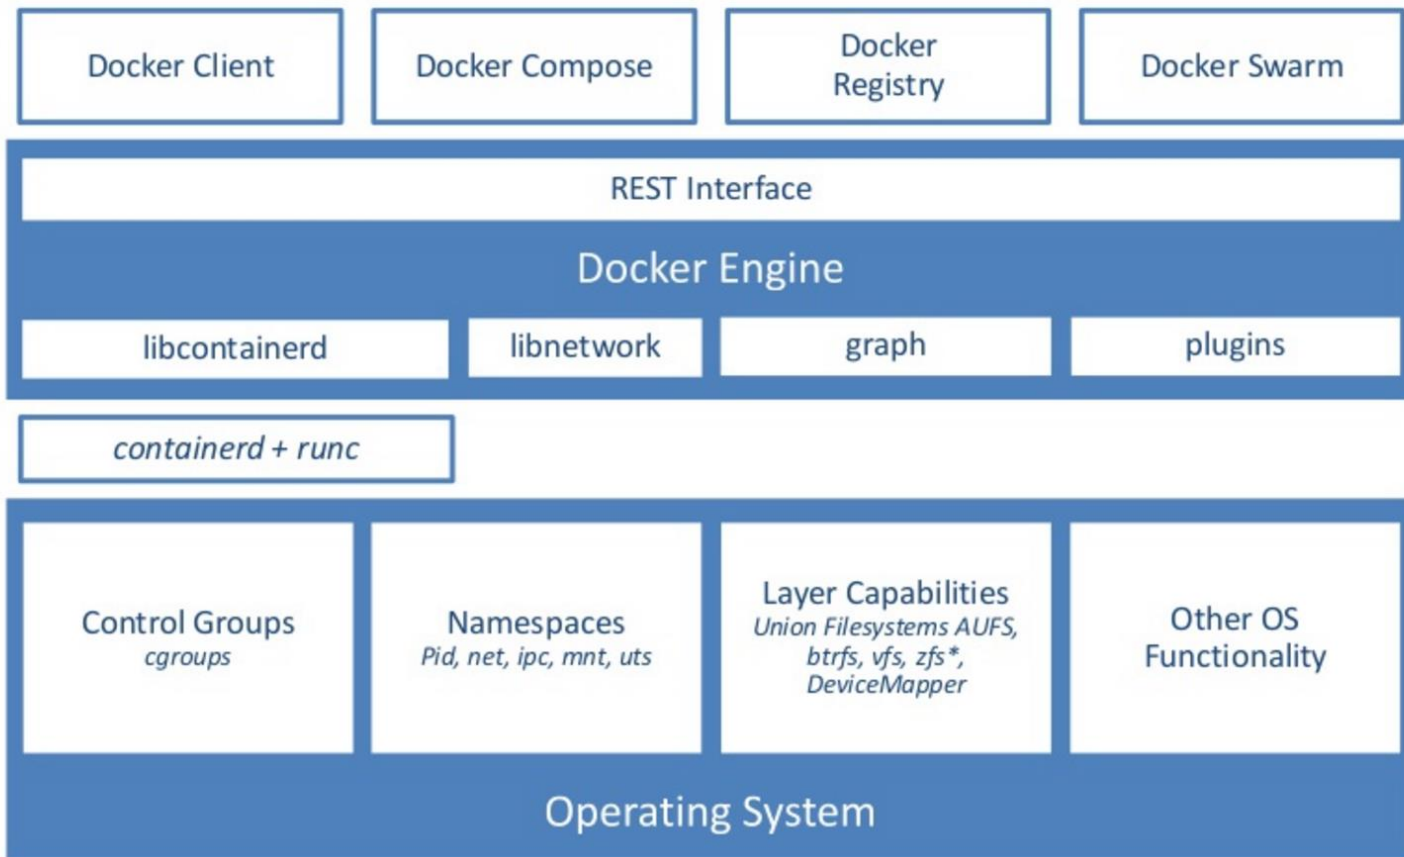 Docker Client
Docker Compose
Docker
Registry
Docker Swarm
REST Interface
Docker Engine
libcontainerd
libnetwork
graph
plugins
containerd + runc
Control Groups
cgroups
Namespaces
Pid, net, ipc, mnt, uts
Layer Capabilities
Union Filesystems AUFS,
btrfs, vfs, zfs*,
DeviceMapper
Other OS
Functionality
Operating System